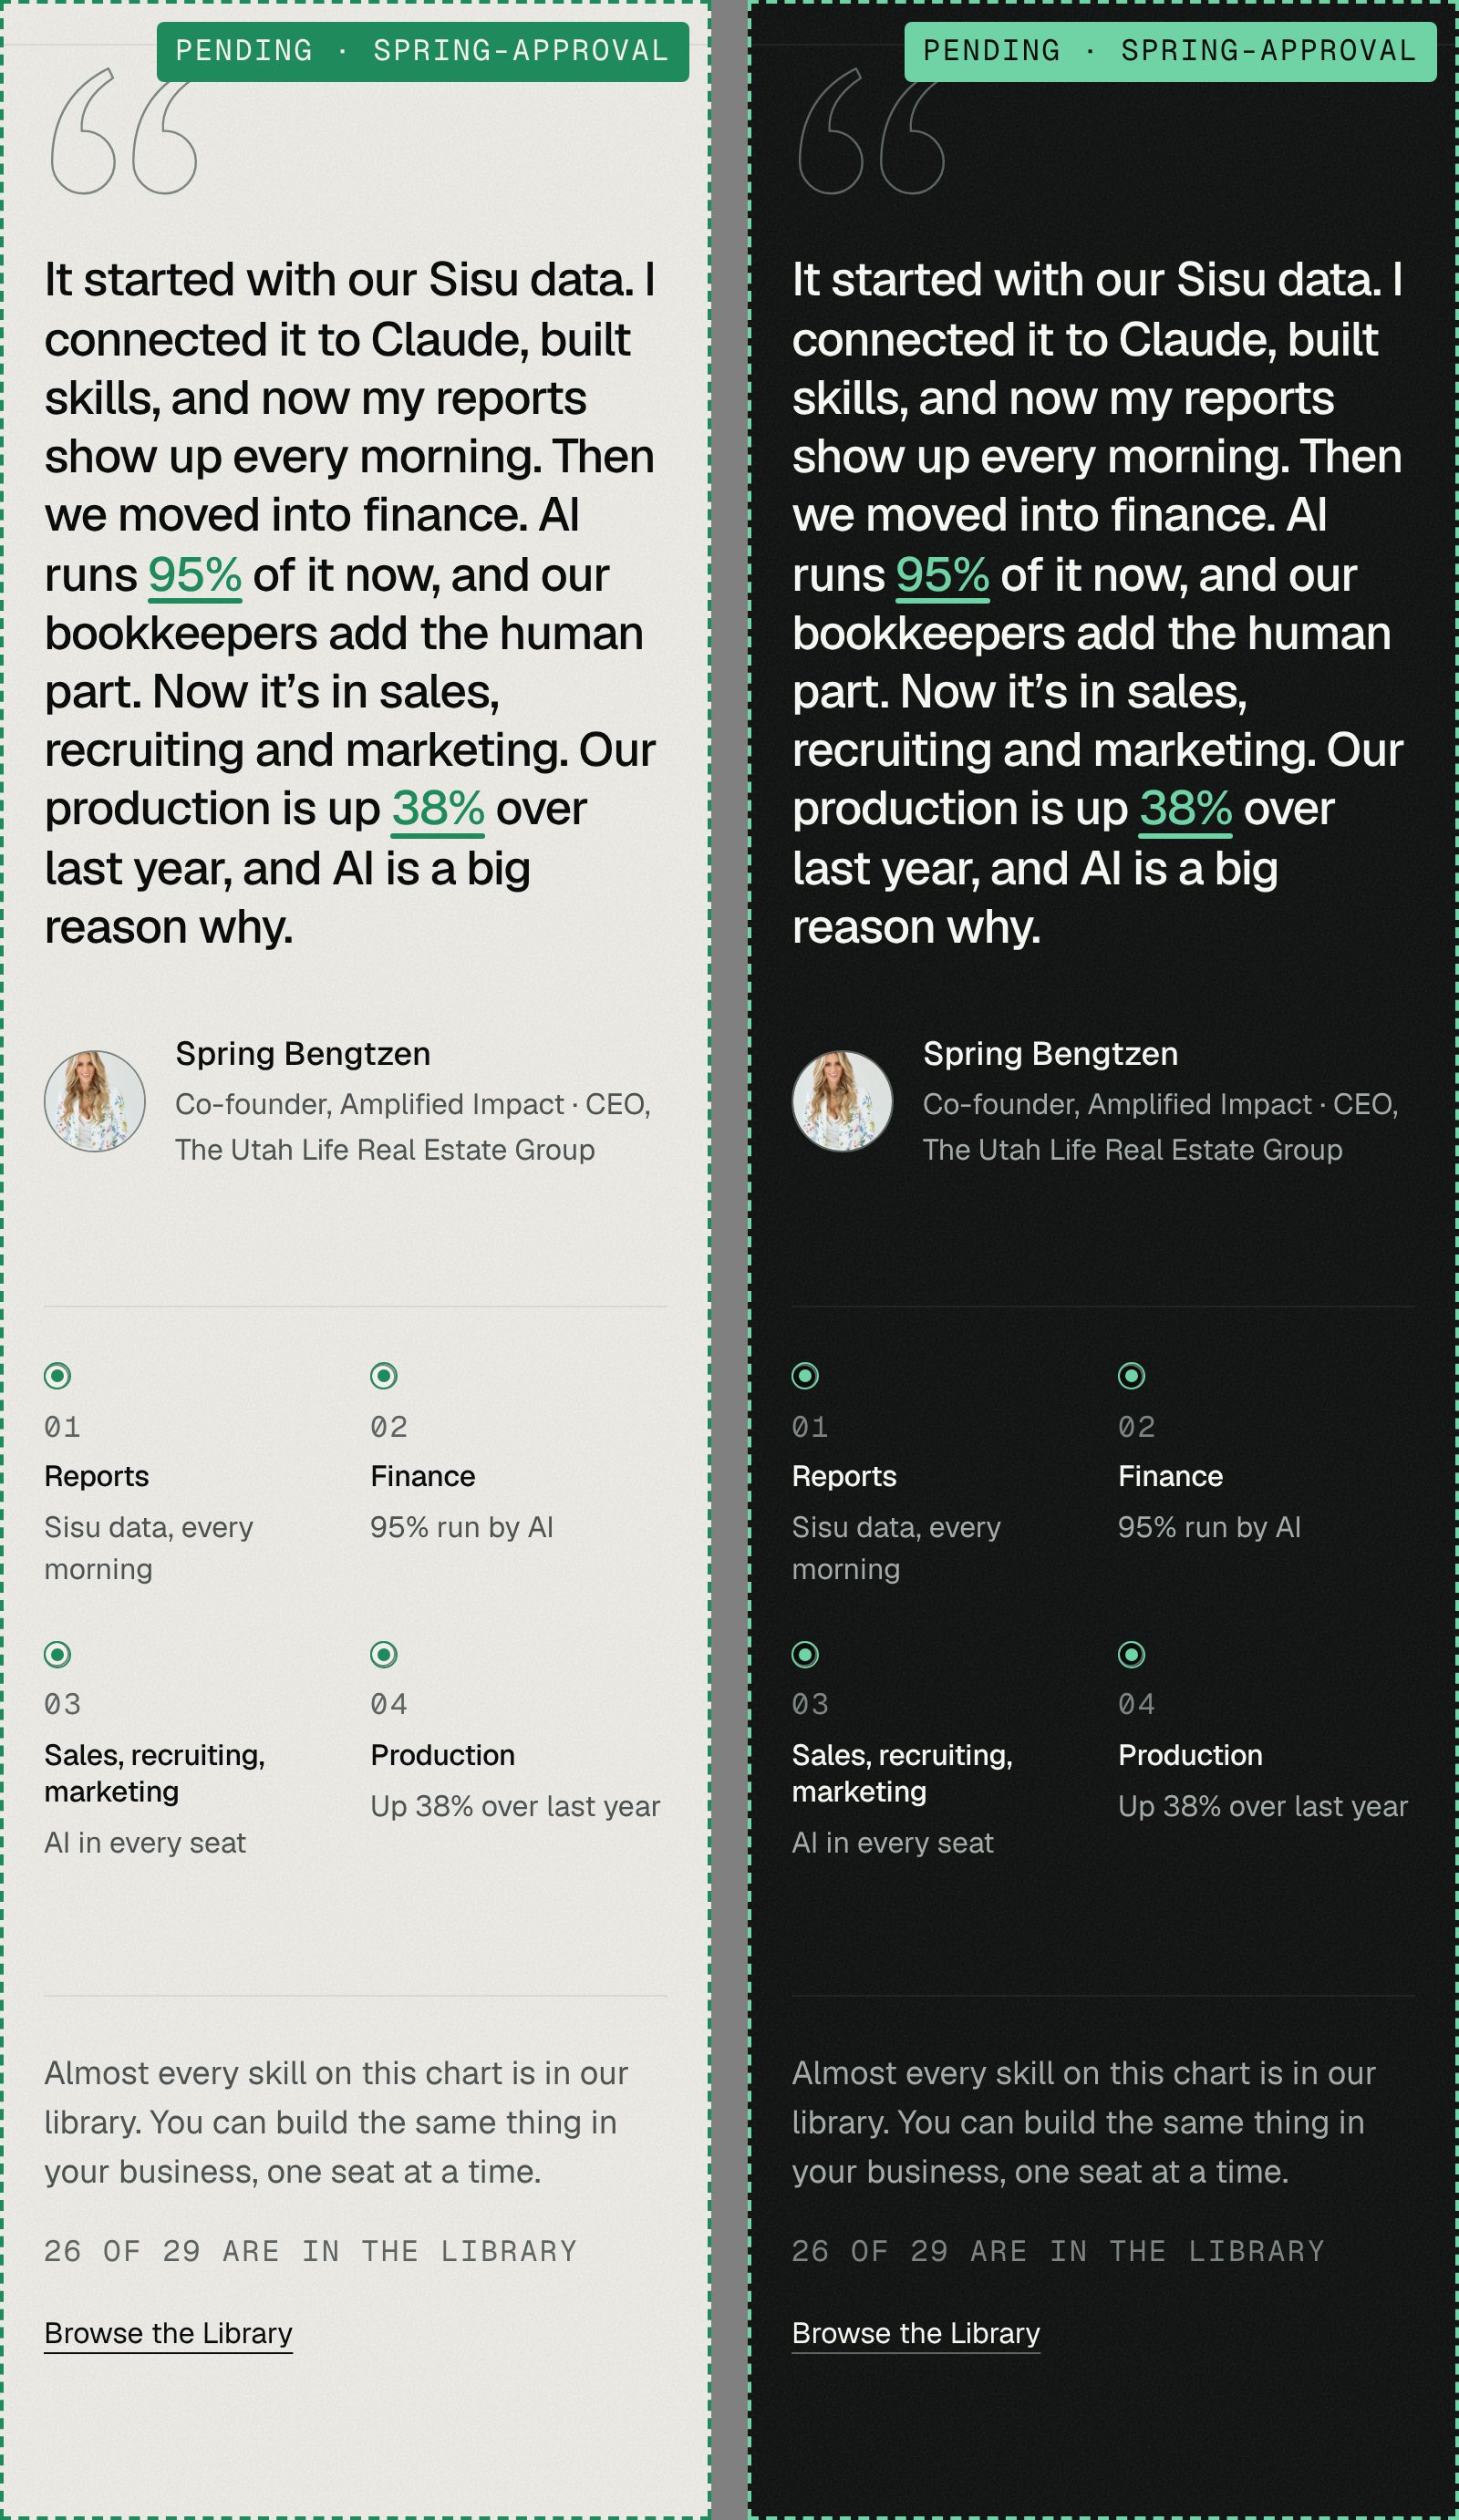 PENDING · SPRING-APPROVAL
“
It started with our Sisu data. I
connected it to Claude, built
skills, and now my reports
show up every morning. Then
we moved into finance. AI
runs 95% of it now, and our
bookkeepers add the human
part. Now it’s in sales,
recruiting and marketing. Our
production is up 38% over
last year, and AI is a big
reason why.
Spring Bengtzen
Co-founder, Amplified Impact · CEO,
The Utah Life Real Estate Group
01
Reports
Sisu data, every
morning
02
Finance
95% run by AI
03
Sales, recruiting,
marketing
AI in every seat
04
Production
Up 38% over last year
Almost every skill on this chart is in our
library. You can build the same thing in
your business, one seat at a time.
26 OF 29 ARE IN THE LIBRARY
Browse the Library
PENDING · SPRING-APPROVAL
“
It started with our Sisu data. I
connected it to Claude, built
skills, and now my reports
show up every morning. Then
we moved into finance. AI
runs 95% of it now, and our
bookkeepers add the human
part. Now it’s in sales,
recruiting and marketing. Our
production is up 38% over
last year, and AI is a big
reason why.
Spring Bengtzen
Co-founder, Amplified Impact · CEO,
The Utah Life Real Estate Group
01
Reports
Sisu data, every
morning
02
Finance
95% run by AI
03
Sales, recruiting,
marketing
AI in every seat
04
Production
Up 38% over last year
Almost every skill on this chart is in our
library. You can build the same thing in
your business, one seat at a time.
26 OF 29 ARE IN THE LIBRARY
Browse the Library